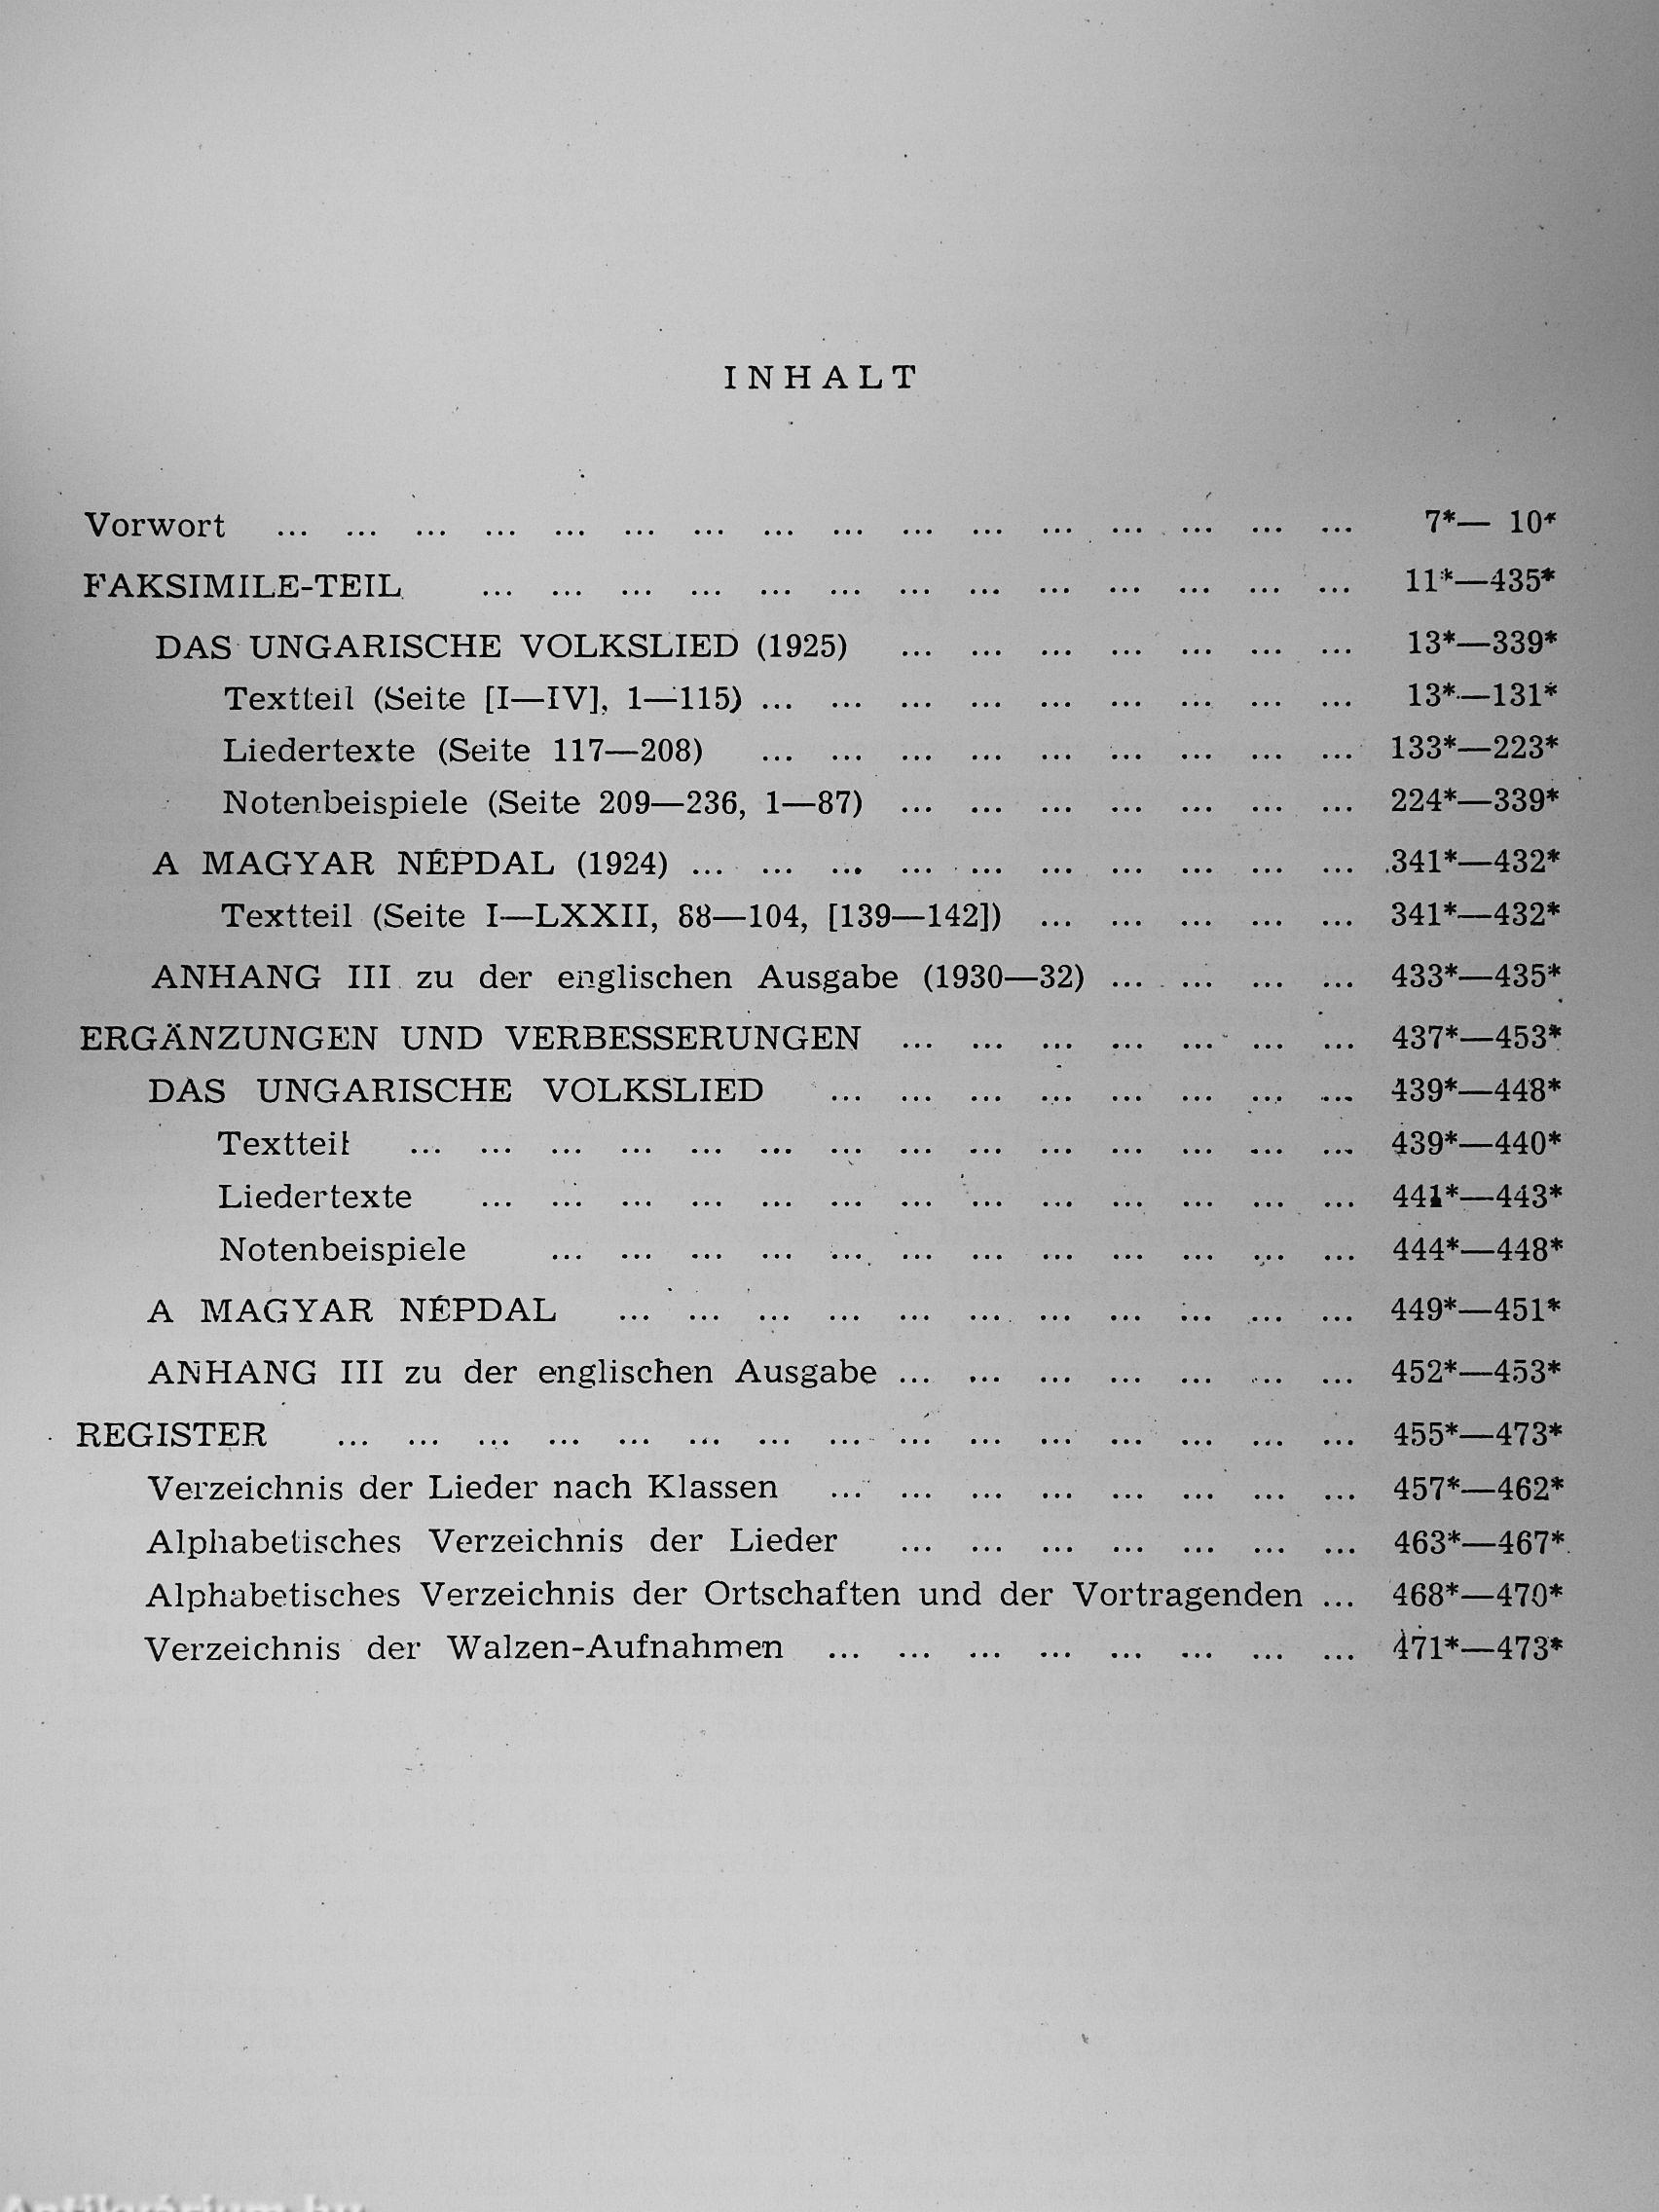 INHALT
Vorwort ... ... ... ... ... ... ... ... ... ... ... ... ... ... ... ... 7*— 10*
FAKSIMILE-TEIL ... ... ... ... ... ... ... ... ... ... ... ... ... 11*—435*
DAS UNGARISCHE VOLKSLIED (1925) ... ... ... ... ... ... ... 13*—339*
Textteil (Seite [I—IV], 1—115) ... ... ... ... ... ... ... ... ... 13*—131*
Liedertexte (Seite 117—208) ... ... ... ... ... ... ... ... ... 133*—223*
Notenbeispiele (Seite 209—236, 1—87) ... ... ... ... ... ... ... 224*—339*
A MAGYAR NÉPDAL (1924) ... ... ... ... ... ... ... ... ... ... 341*—432*
Textteil (Seite I—LXXII, 88—104, [139—142]) ... ... ... ... ... 341*—432*
ANHANG III zu der englischen Ausgabe (1930—32) ... ... ... ... 433*—435*
ERGÄNZUNGEN UND VERBESSERUNGEN ... ... ... ... ... ... ... 437*—453*
DAS UNGARISCHE VOLKSLIED ... ... ... ... ... ... ... ... 439*—448*
Textteil ... ... ... ... ... ... ... ... ... ... ... ... ... ... 439*—440*
Liedertexte ... ... ... ... ... ... ... ... ... ... ... ... ... 441*—443*
Notenbeispiele ... ... ... ... ... ... ... ... ... ... ... ... 444*—448*
A MAGYAR NÉPDAL ... ... ... ... ... ... ... ... ... ... ... 449*—451*
ANHANG III zu der englischen Ausgabe ... ... ... ... ... ... ... 452*—453*
REGISTER ... ... ... ... ... ... ... ... ... ... ... ... ... ... ... 455*—473*
Verzeichnis der Lieder nach Klassen ... ... ... ... ... ... ... ... 457*—462*
Alphabetisches Verzeichnis der Lieder ... ... ... ... ... ... ... 463*—467*
Alphabetisches Verzeichnis der Ortschaften und der Vortragenden ... 468*—470*
Verzeichnis der Walzen-Aufnahmen ... ... ... ... ... ... ... ... 471*—473*
Antikvárium.hu